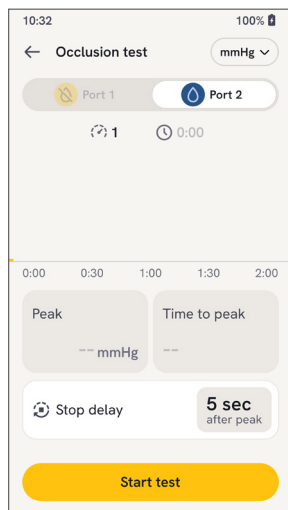 10:32 100%
Occlusion test mmHg
Port 1 Port 2
1 0:00
0:00 0:30 1:00 1:30 2:00
Peak Time to peak
-- mmHg --
Stop delay 5 sec
after peak
Start test